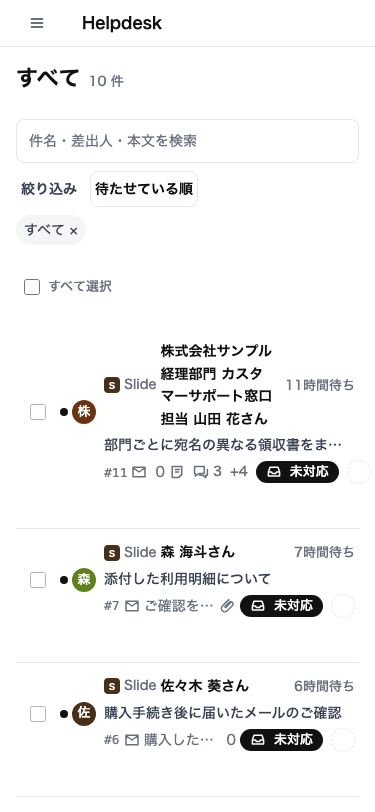 Helpdesk
すべて 10 件
件名・差出人・本文を検索
絞り込み 待たせている順
すべて ×
すべて選択
株式会社サンプル
経理部門 カスタ
S Slide マーサポート窓口 11時間待ち
担当 山田 花さん
株
部門ごとに宛名の異なる領収書をま…
#11 0 3 +4 未対応
S Slide 森 海斗さん 7時間待ち
森 添付した利用明細について
#7 ご確認を… 未対応
S Slide 佐々木 葵さん 6時間待ち
佐 購入手続き後に届いたメールのご確認
#6 購入した… 0 未対応